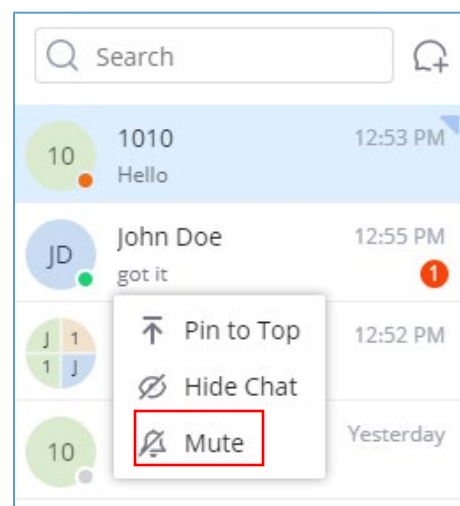 Search
10
1010
12:53 PM
Hello
JD
John Doe
12:55 PM
got it
1
J 1
1 J
Pin to Top
12:52 PM
Hide Chat
10
Mute
Yesterday